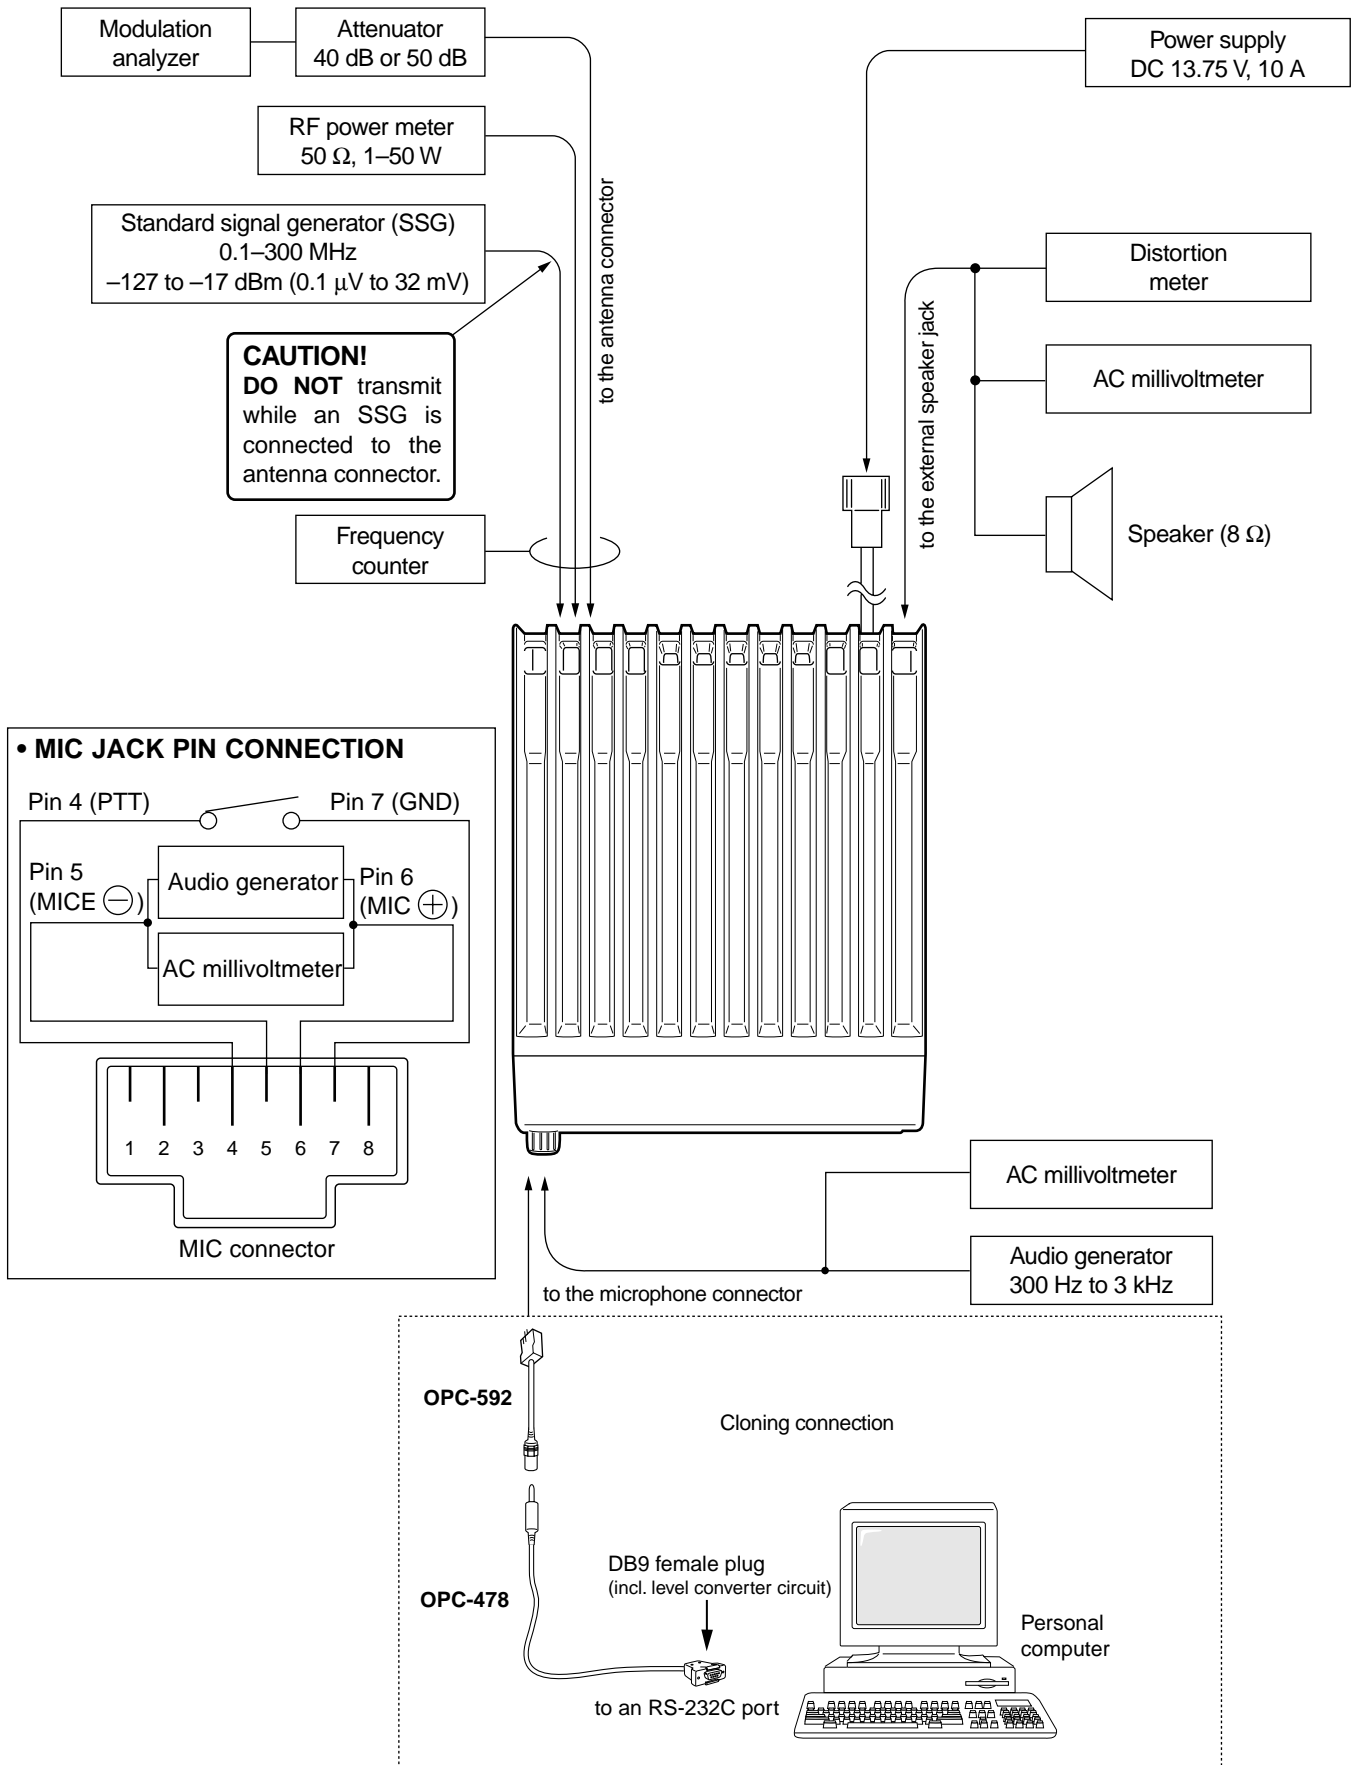 Modulation
analyzer
Attenuator
40 dB or 50 dB
Power supply
DC 13.75 V, 10 A
RF power meter
50 Ω, 1–50 W
Standard signal generator (SSG)
0.1–300 MHz
–127 to –17 dBm (0.1 µV to 32 mV)
to the antenna connector
CAUTION!
DO NOT transmit
while an SSG is
connected to the
antenna connector.
Frequency
counter
Distortion
meter
AC millivoltmeter
to the external speaker jack
Speaker (8 Ω)
• MIC JACK PIN CONNECTION
Pin 4 (PTT)
Pin 7 (GND)
Pin 5
(MICE ⊖)
Audio generator
Pin 6
(MIC ⊕)
AC millivoltmeter
1 2 3 4 5 6 7 8
MIC connector
AC millivoltmeter
Audio generator
300 Hz to 3 kHz
to the microphone connector
OPC-592
Cloning connection
OPC-478
DB9 female plug
(incl. level converter circuit)
Personal
computer
to an RS-232C port